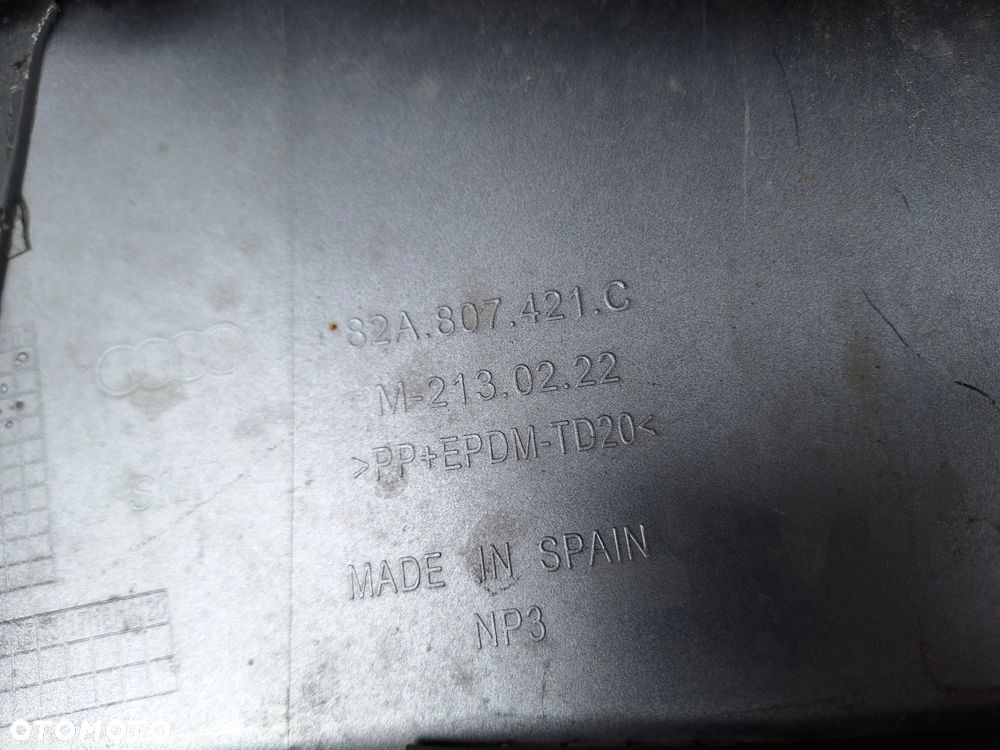 82A.807.421.C
M-213.02.22
>PP+EPDM-TD20<
MADE IN SPAIN
NP3
OTOMOTO